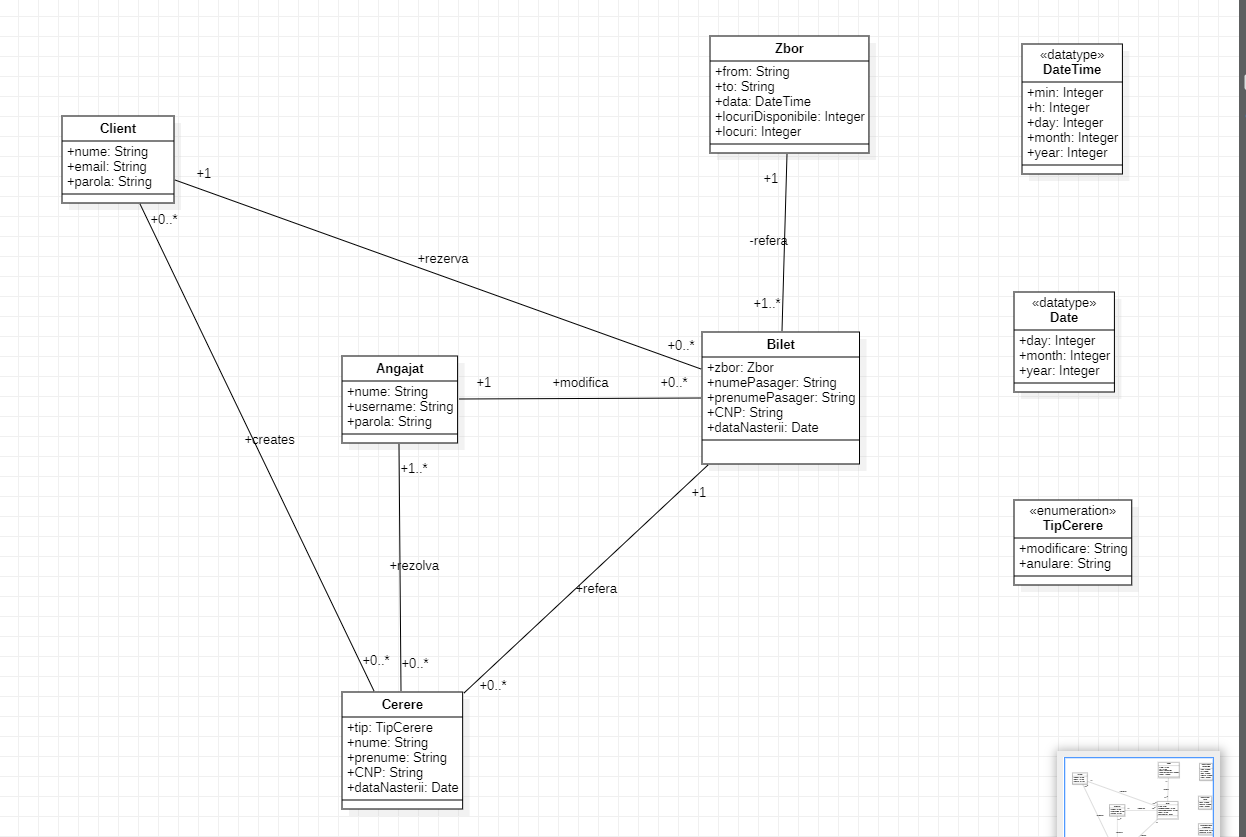 Zbor
+from: String
+to: String
+data: DateTime
+locuriDisponibile: Integer
+locuri: Integer
«datatype»
DateTime
+min: Integer
+h: Integer
+day: Integer
+month: Integer
+year: Integer
Client
+nume: String
+email: String
+parola: String
+1
+0..*
+rezerva
+1
-refera
+1..*
+0..*
«datatype»
Date
+day: Integer
+month: Integer
+year: Integer
Bilet
+zbor: Zbor
+numePasager: String
+prenumePasager: String
+CNP: String
+dataNasterii: Date
Angajat
+nume: String
+username: String
+parola: String
+1
+modifica
+0..*
+creates
+1..*
+1
«enumeration»
TipCerere
+modificare: String
+anulare: String
+rezolva
+refera
+0..*
+0..*
+0..*
Cerere
+tip: TipCerere
+nume: String
+prenume: String
+CNP: String
+dataNasterii: Date